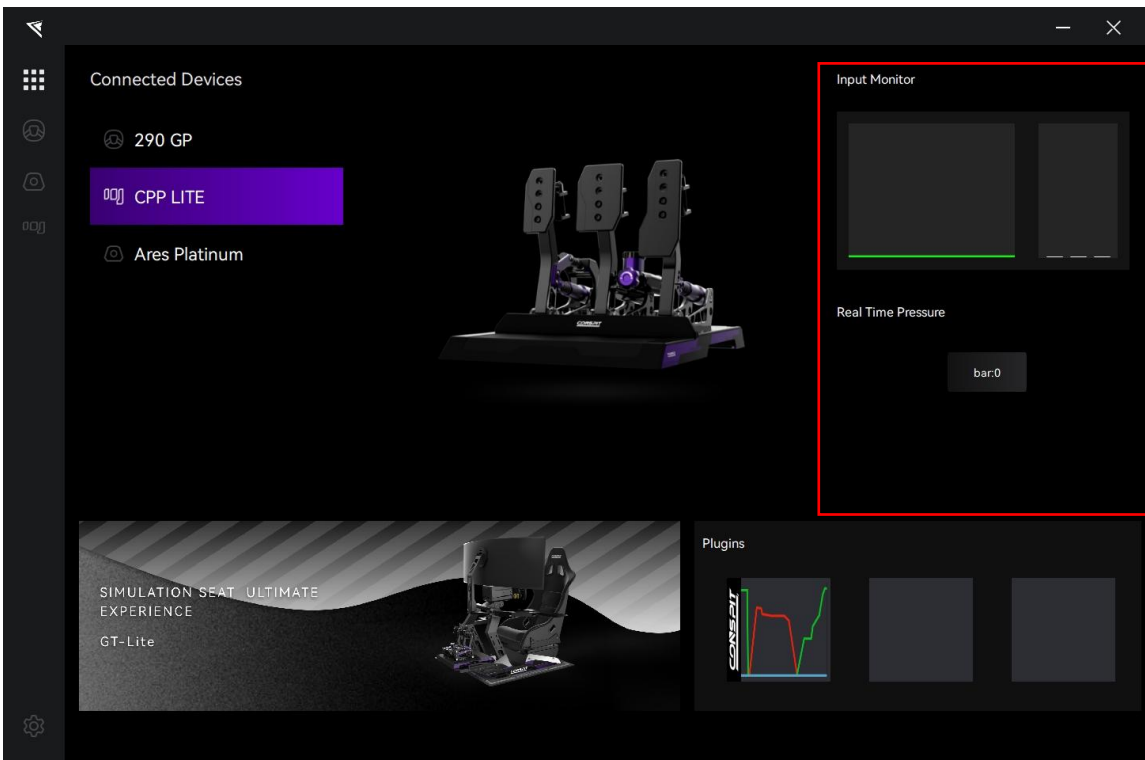 Connected Devices
290 GP
CPP LITE
Ares Platinum
Input Monitor
Real Time Pressure
bar:0
SIMULATION SEAT ULTIMATE
EXPERIENCE
GT-Lite
Plugins
CONSPIT